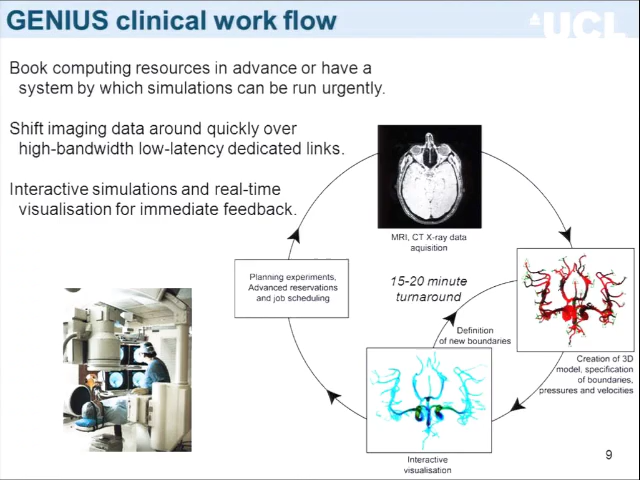 GENIUS clinical work flow
UCL
Book computing resources in advance or have a
system by which simulations can be run urgently.
Shift imaging data around quickly over
high-bandwidth low-latency dedicated links.
Interactive simulations and real-time
visualisation for immediate feedback.
MRI, CT X-ray data
aquisition
Planning experiments,
Advanced reservations
and job scheduling
15-20 minute
turnaround
Definition
of new boundaries
Creation of 3D
model, specification
of boundaries,
pressures and velocities
Interactive
visualisation
9